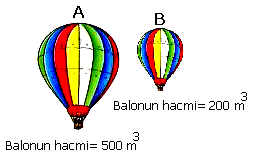 A
B
Balonun hacmi= 200 m³
Balonun hacmi= 500 m³